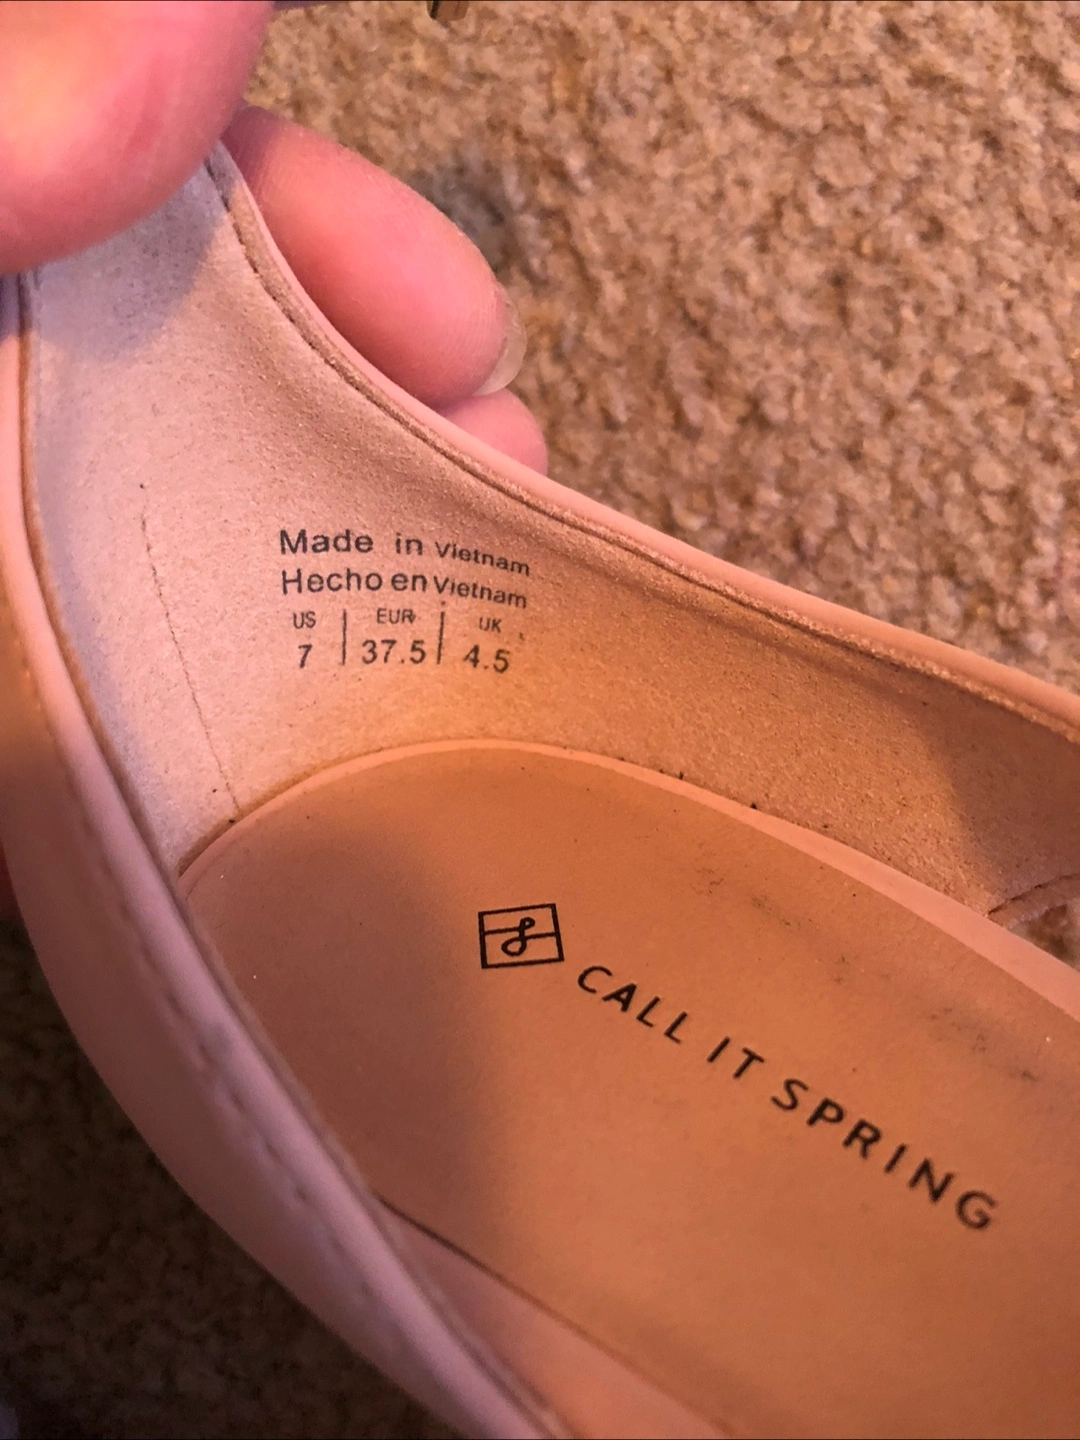 Made in Vietnam
Hecho en Vietnam
US | EUR | UK
7 | 37.5 | 4.5
CALL IT SPRING